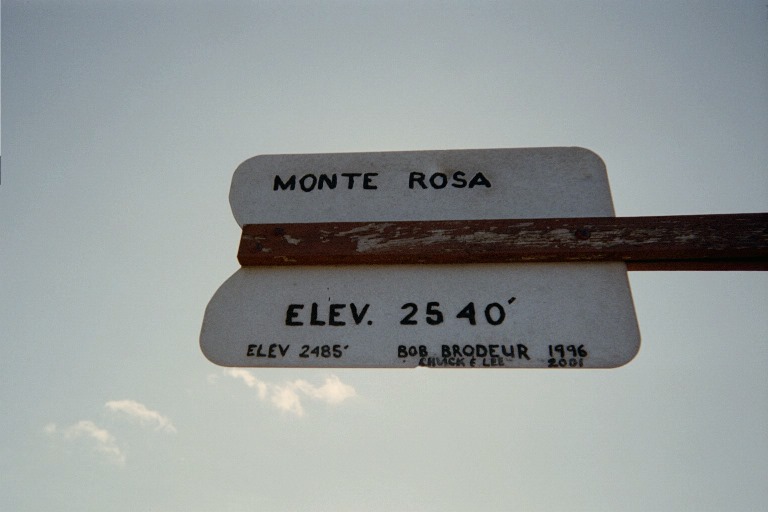 MONTE ROSA
ELEV. 2540′
ELEV 2485′ BOB BRODEUR 1996
CHUCK & LEE 2001